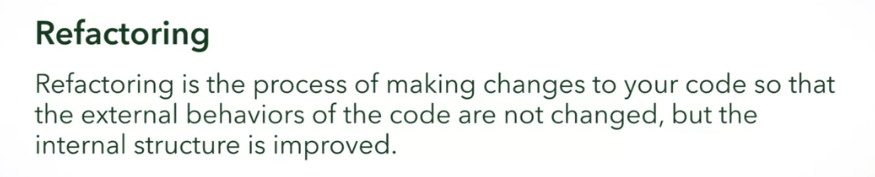 Refactoring
Refactoring is the process of making changes to your code so that
the external behaviors of the code are not changed, but the
internal structure is improved.